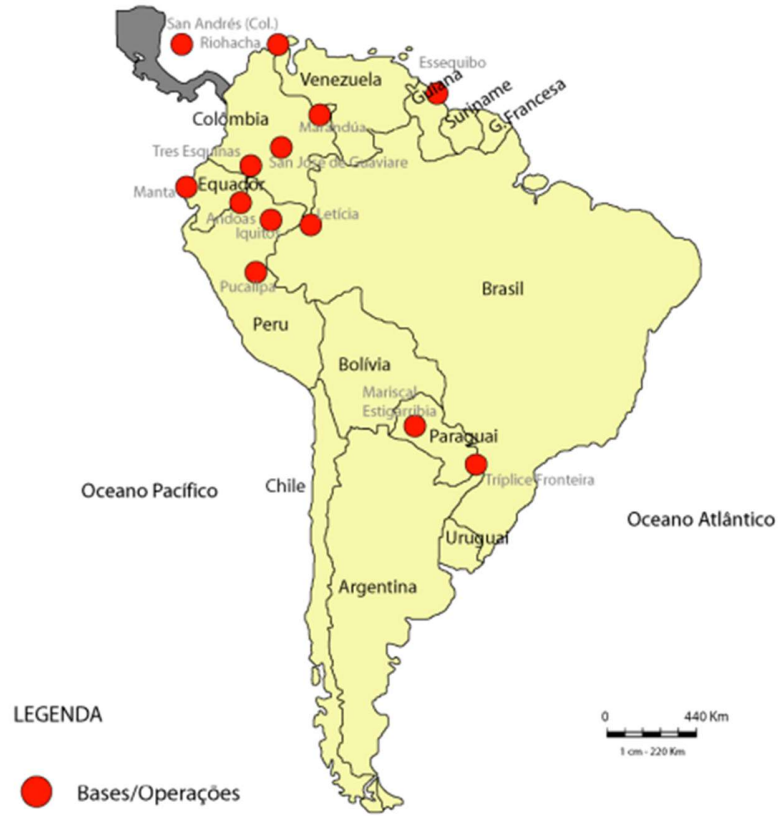 San Andrés (Col.)
Riohacha
Essequibo
Venezuela
Guiana
Suriname
G.Francesa
Colômbia
Marandúa
Tres Esquinas
San José de Guaviare
Manta
Equador
Andoas
Letícia
Iquitos
Pucallpa
Brasil
Peru
Bolívia
Mariscal
Estigarribia
Paraguai
Tríplice Fronteira
Chile
Oceano Pacífico
Oceano Atlântico
Uruguai
Argentina
LEGENDA
0 440 Km
1 cm - 220 Km
Bases/Operações